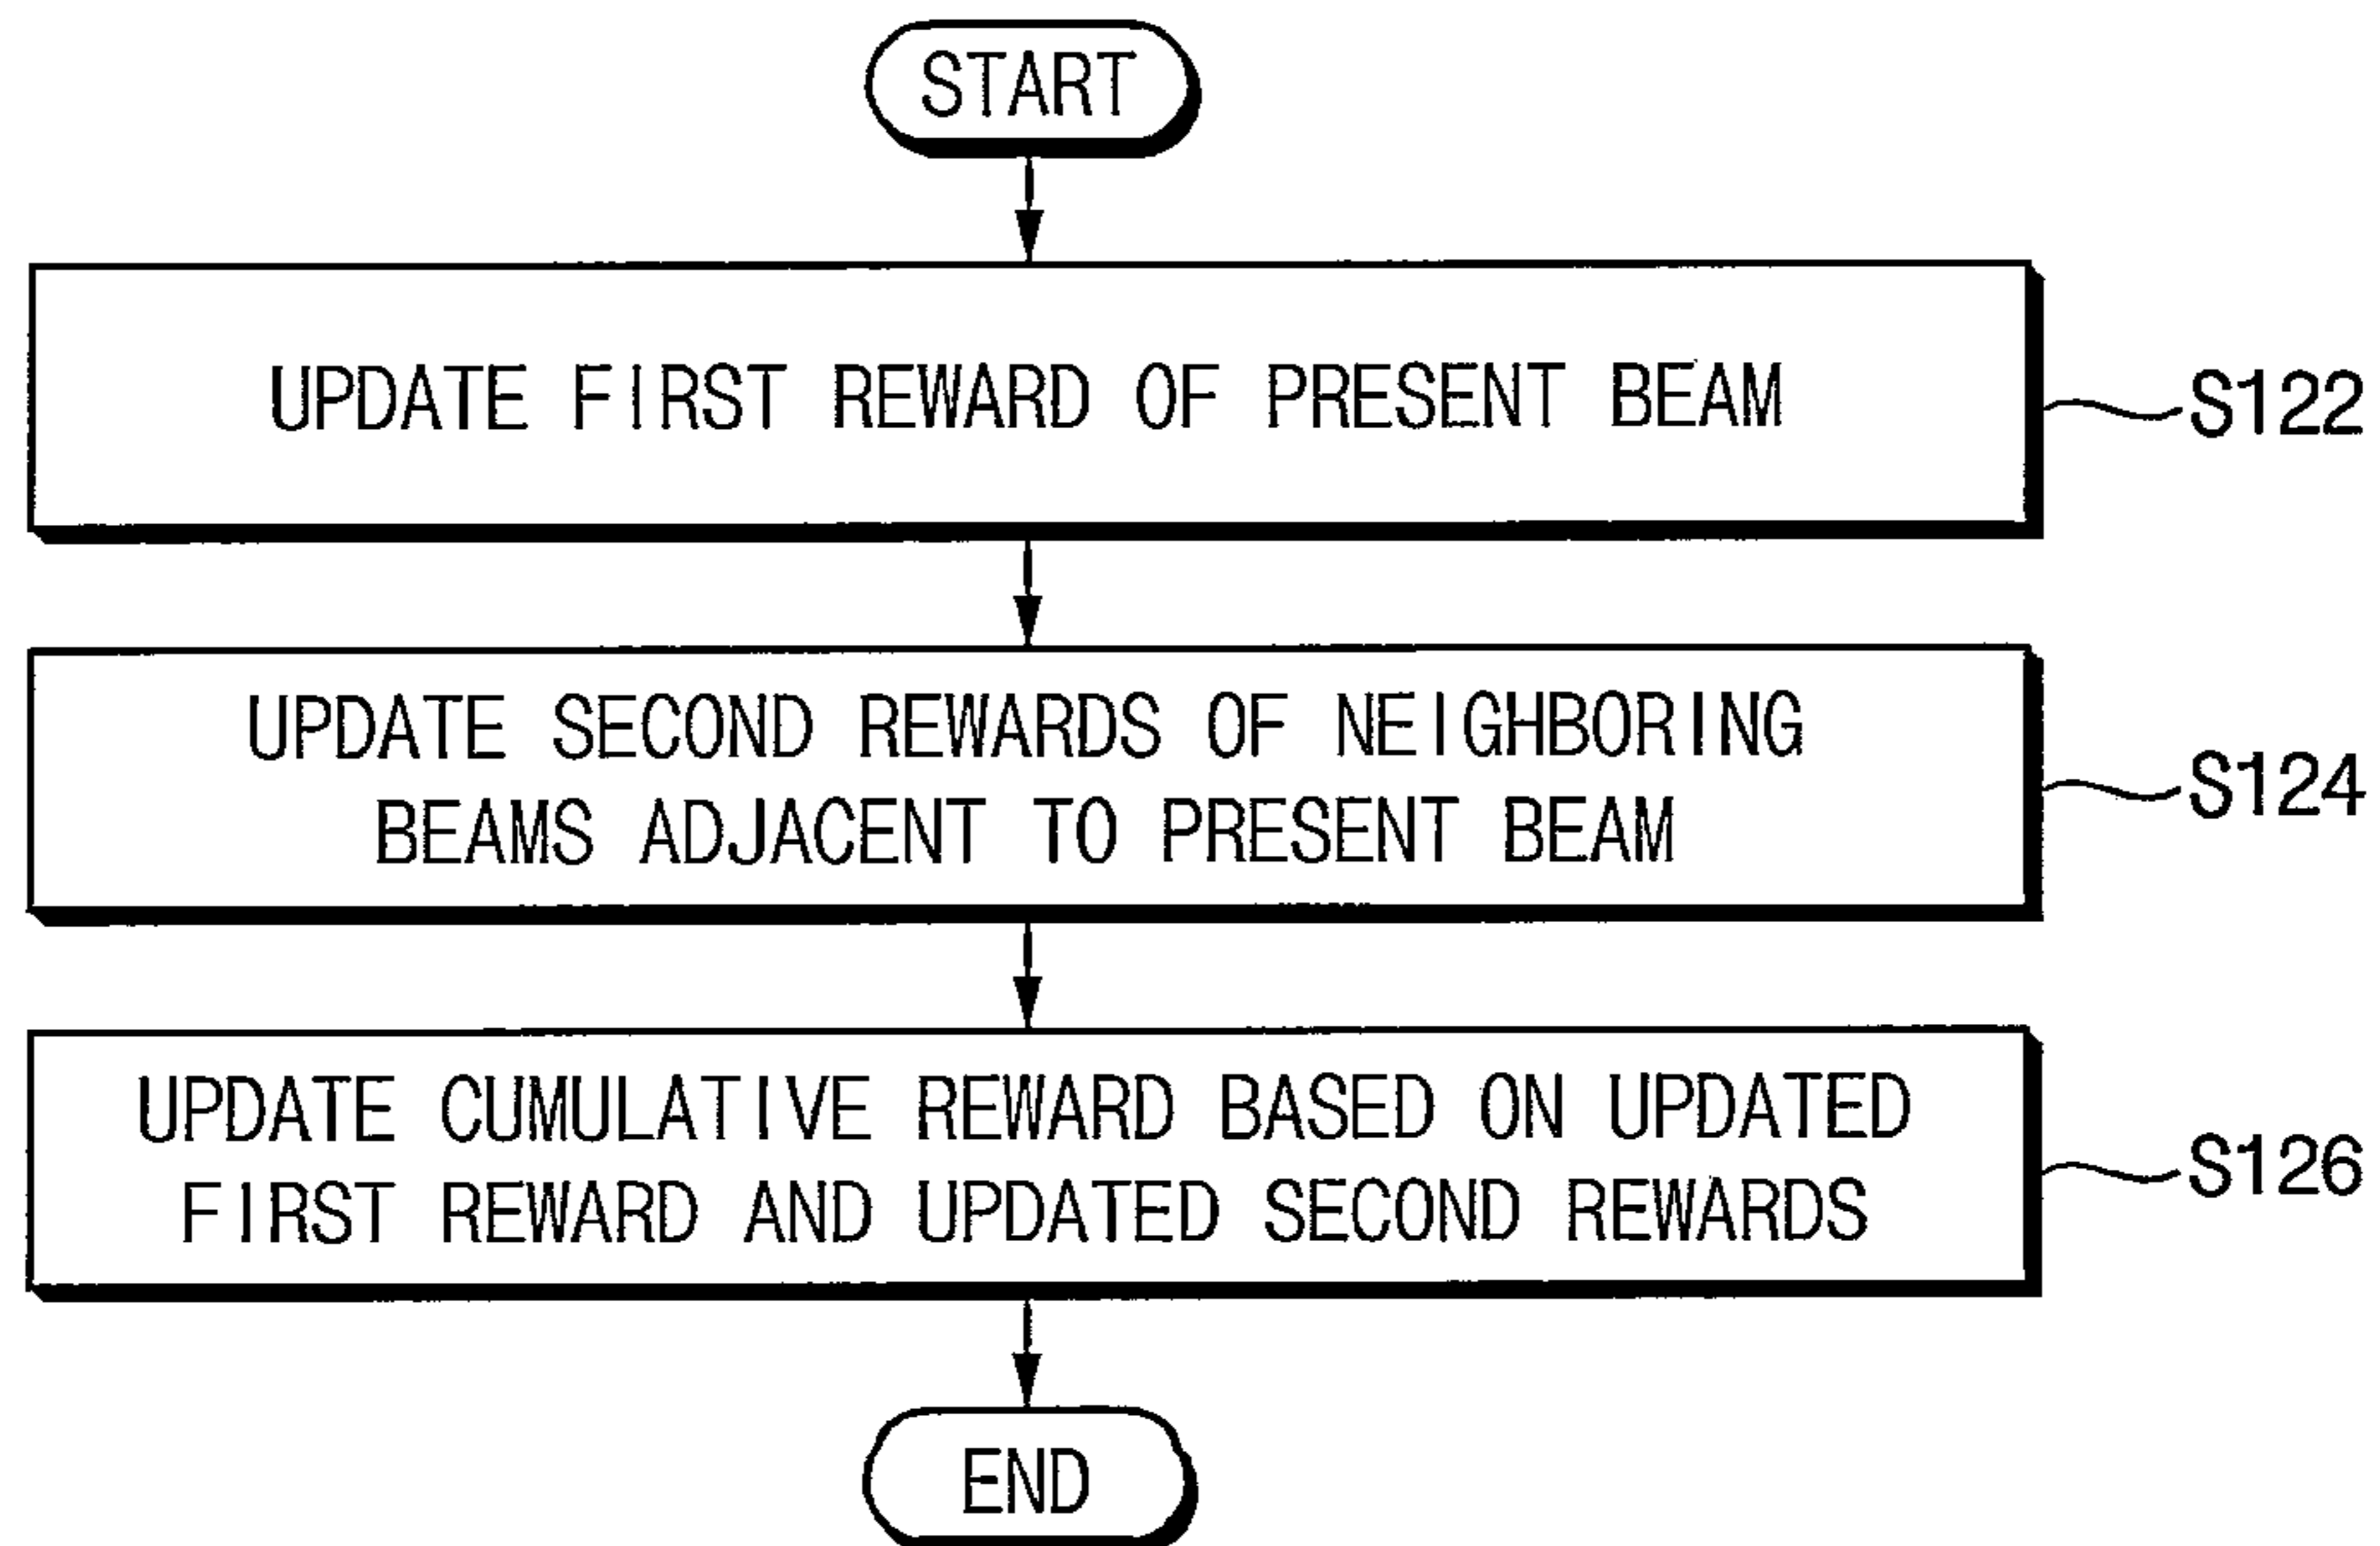 START
UPDATE FIRST REWARD OF PRESENT BEAM
S122
UPDATE SECOND REWARDS OF NEIGHBORING
BEAMS ADJACENT TO PRESENT BEAM
S124
UPDATE CUMULATIVE REWARD BASED ON UPDATED
FIRST REWARD AND UPDATED SECOND REWARDS
S126
END